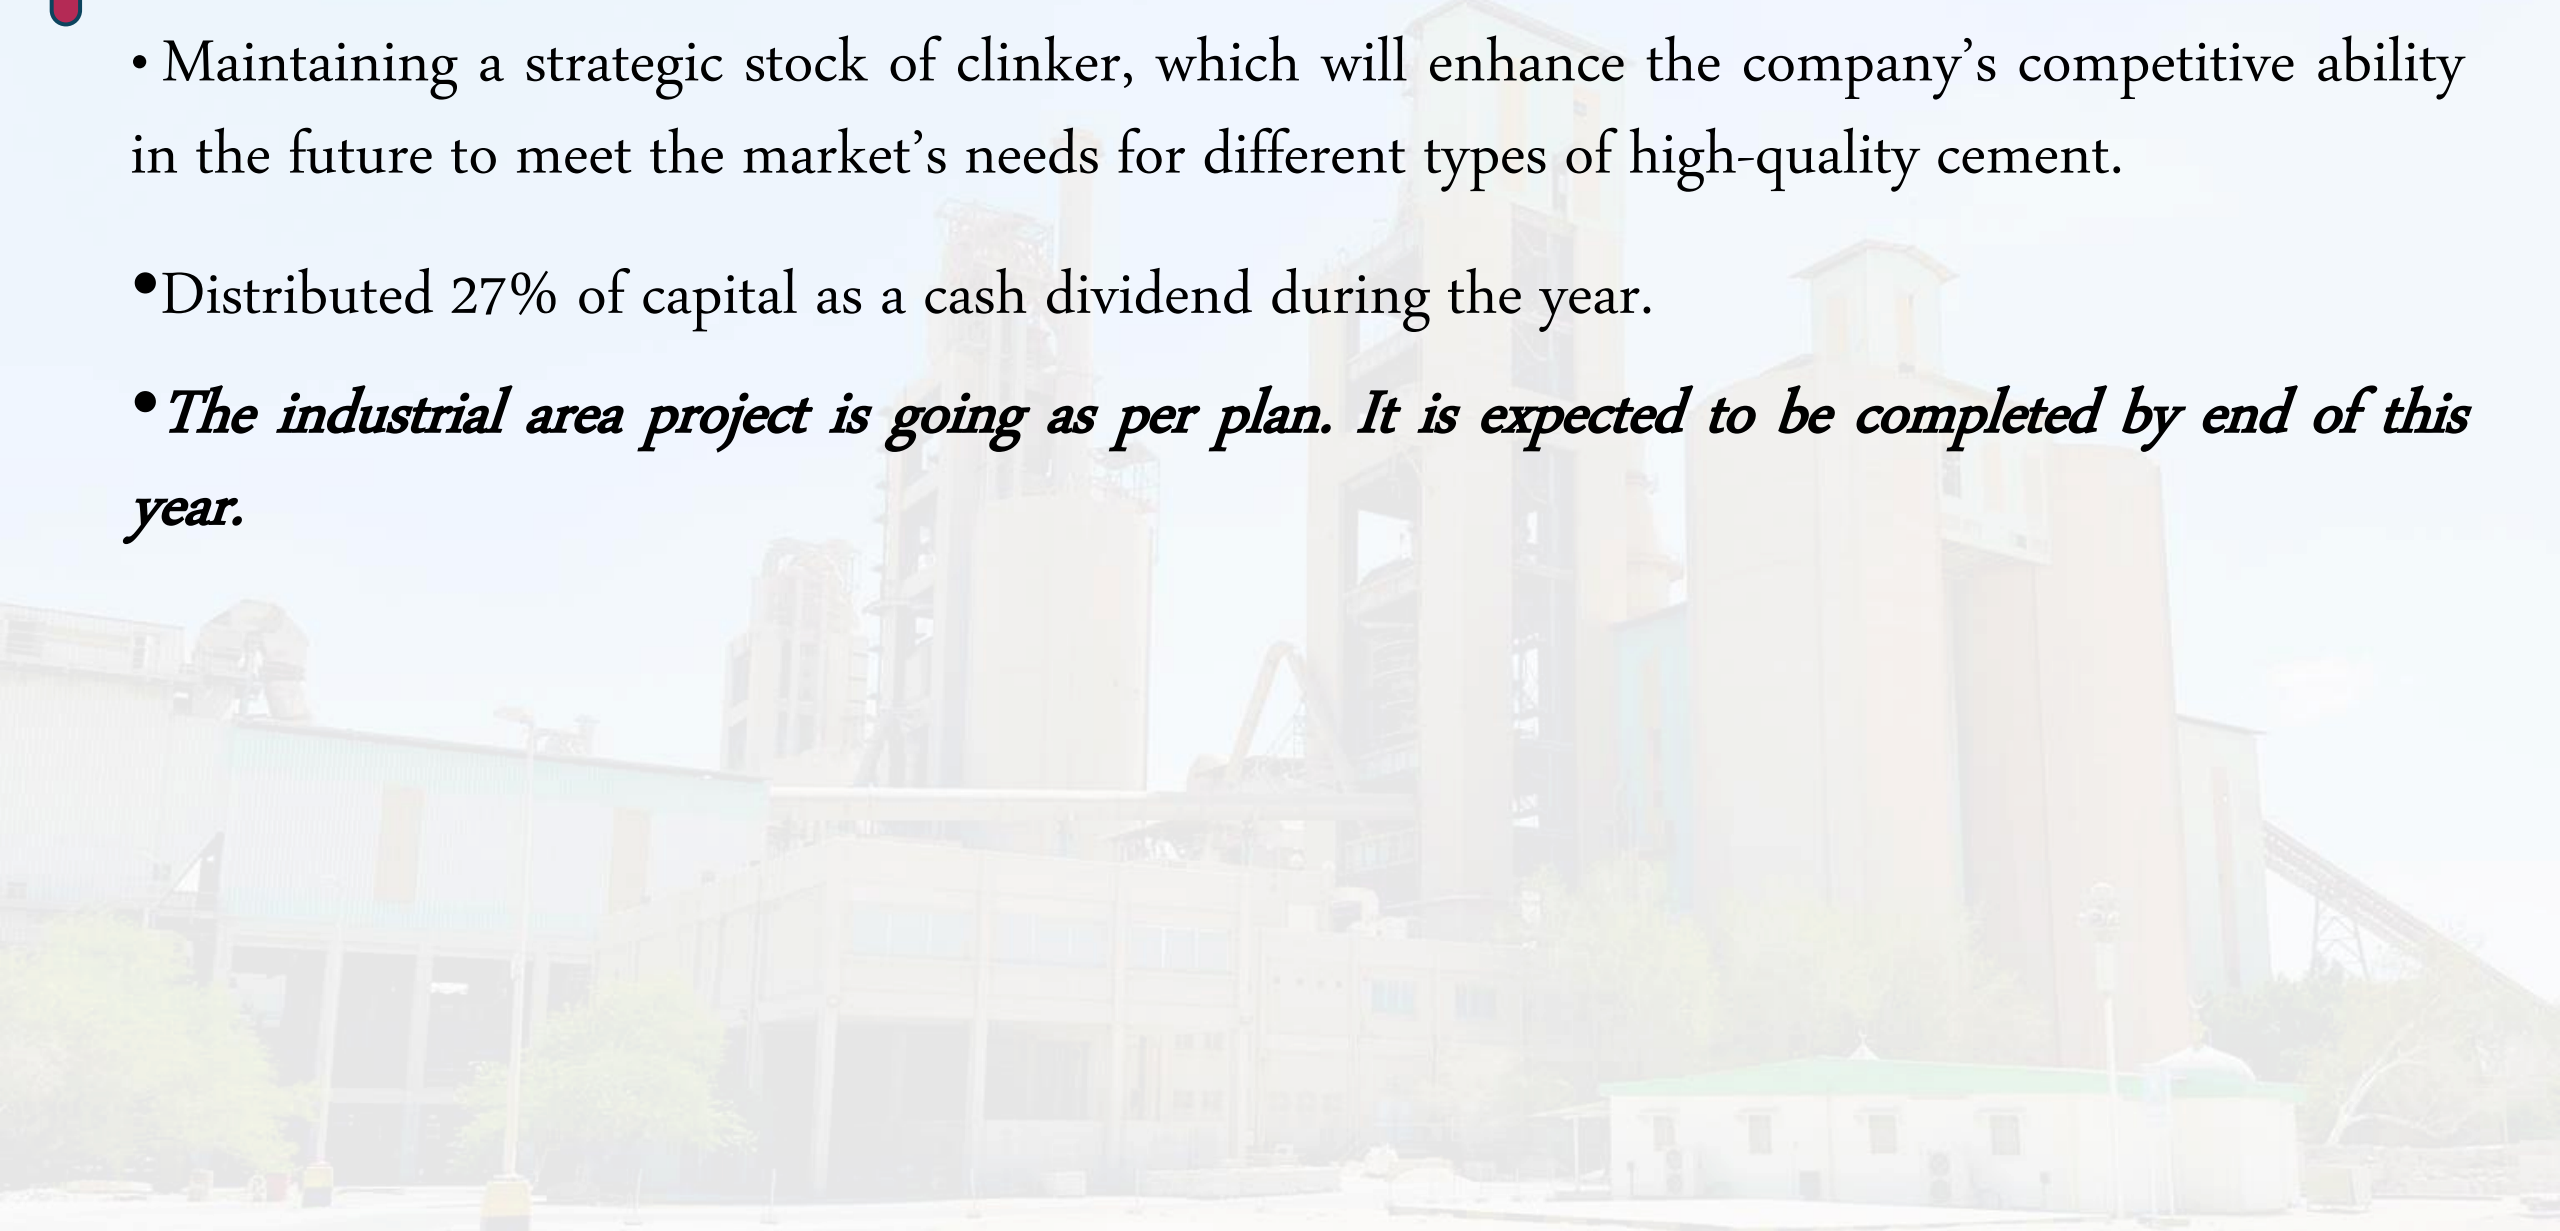 • Maintaining a strategic stock of clinker, which will enhance the company’s competitive ability
in the future to meet the market’s needs for different types of high-quality cement.
•Distributed 27% of capital as a cash dividend during the year.
•The industrial area project is going as per plan. It is expected to be completed by end of this
year.